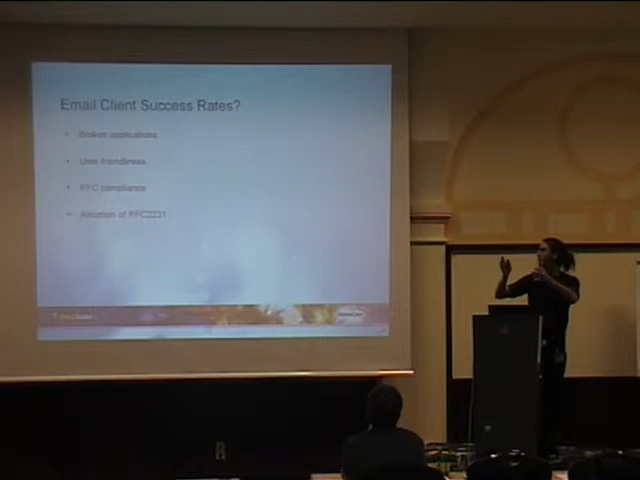 Email Client Success Rates?
Broken applications
User friendliness
RFC compliance
Adoption of RFC2231